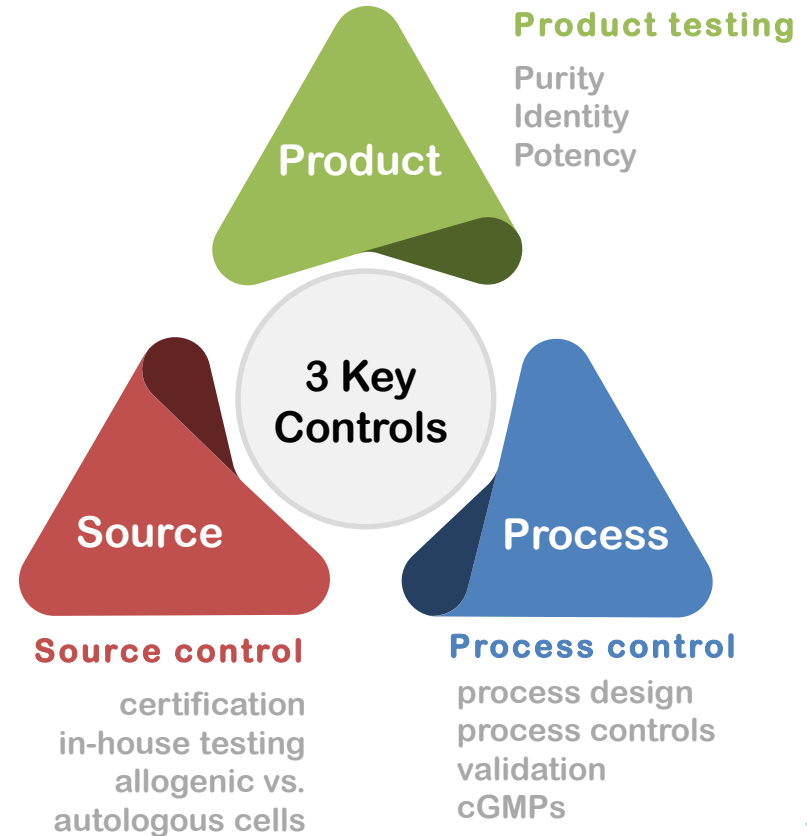 Product testing
Purity
Identity
Potency
Product
3 Key
Controls
Source
Process
Source control
certification
in-house testing
allogenic vs.
autologous cells
Process control
process design
process controls
validation
cGMPs